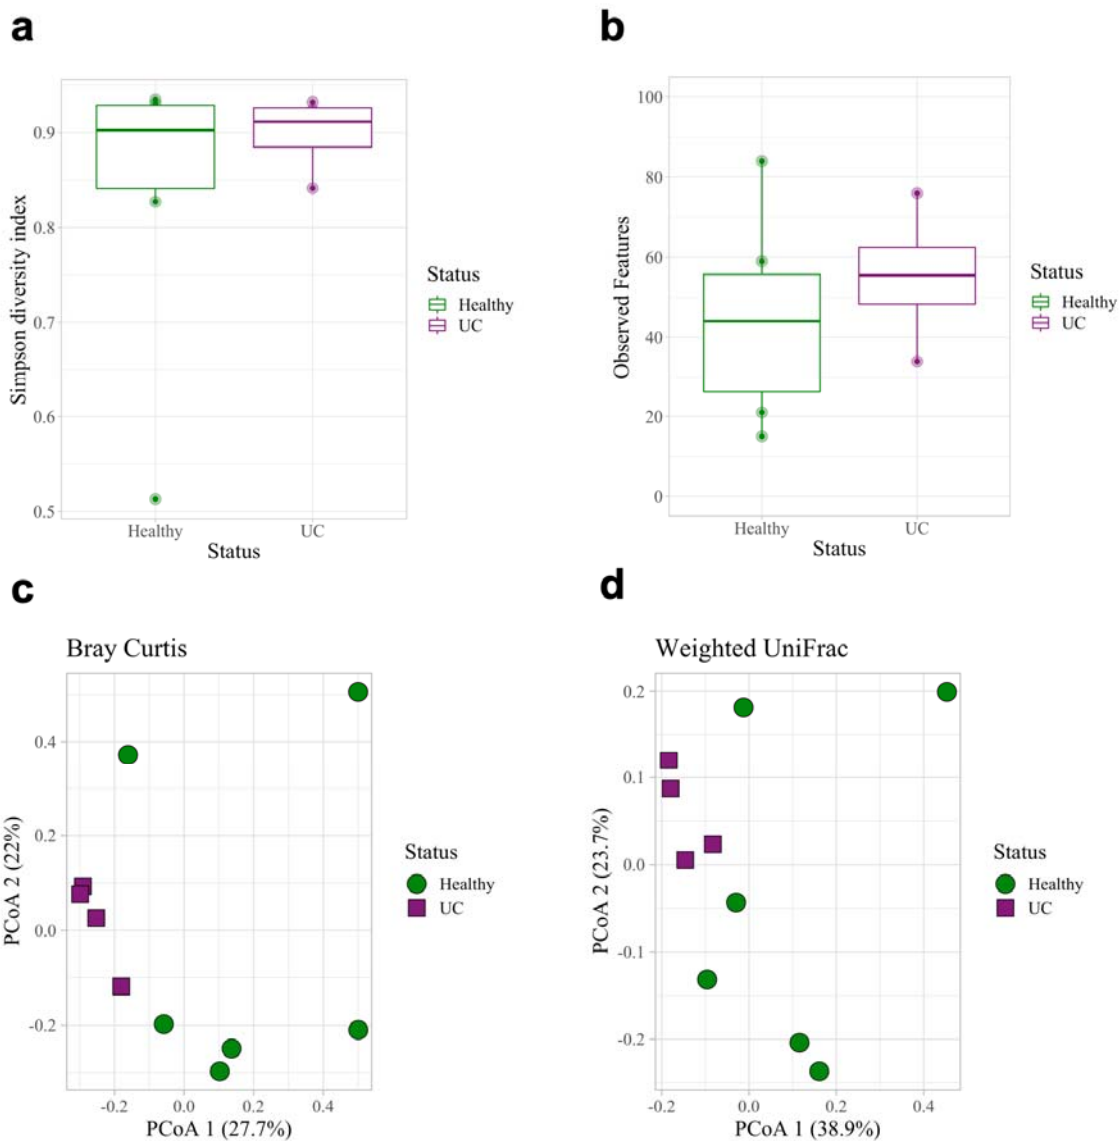 a
0.9
0.8
0.7
0.6
0.5
Simpson diversity index
Healthy
UC
Status
Status
Healthy
UC
b
100
80
60
40
20
0
Observed Features
Healthy
UC
Status
Status
Healthy
UC
c
Bray Curtis
0.4
0.2
0.0
-0.2
PCoA 2 (22%)
-0.2
0.0
0.2
0.4
PCoA 1 (27.7%)
Status
Healthy
UC
d
Weighted UniFrac
0.2
0.1
0.0
-0.1
-0.2
PCoA 2 (23.7%)
-0.2
0.0
0.2
0.4
PCoA 1 (38.9%)
Status
Healthy
UC